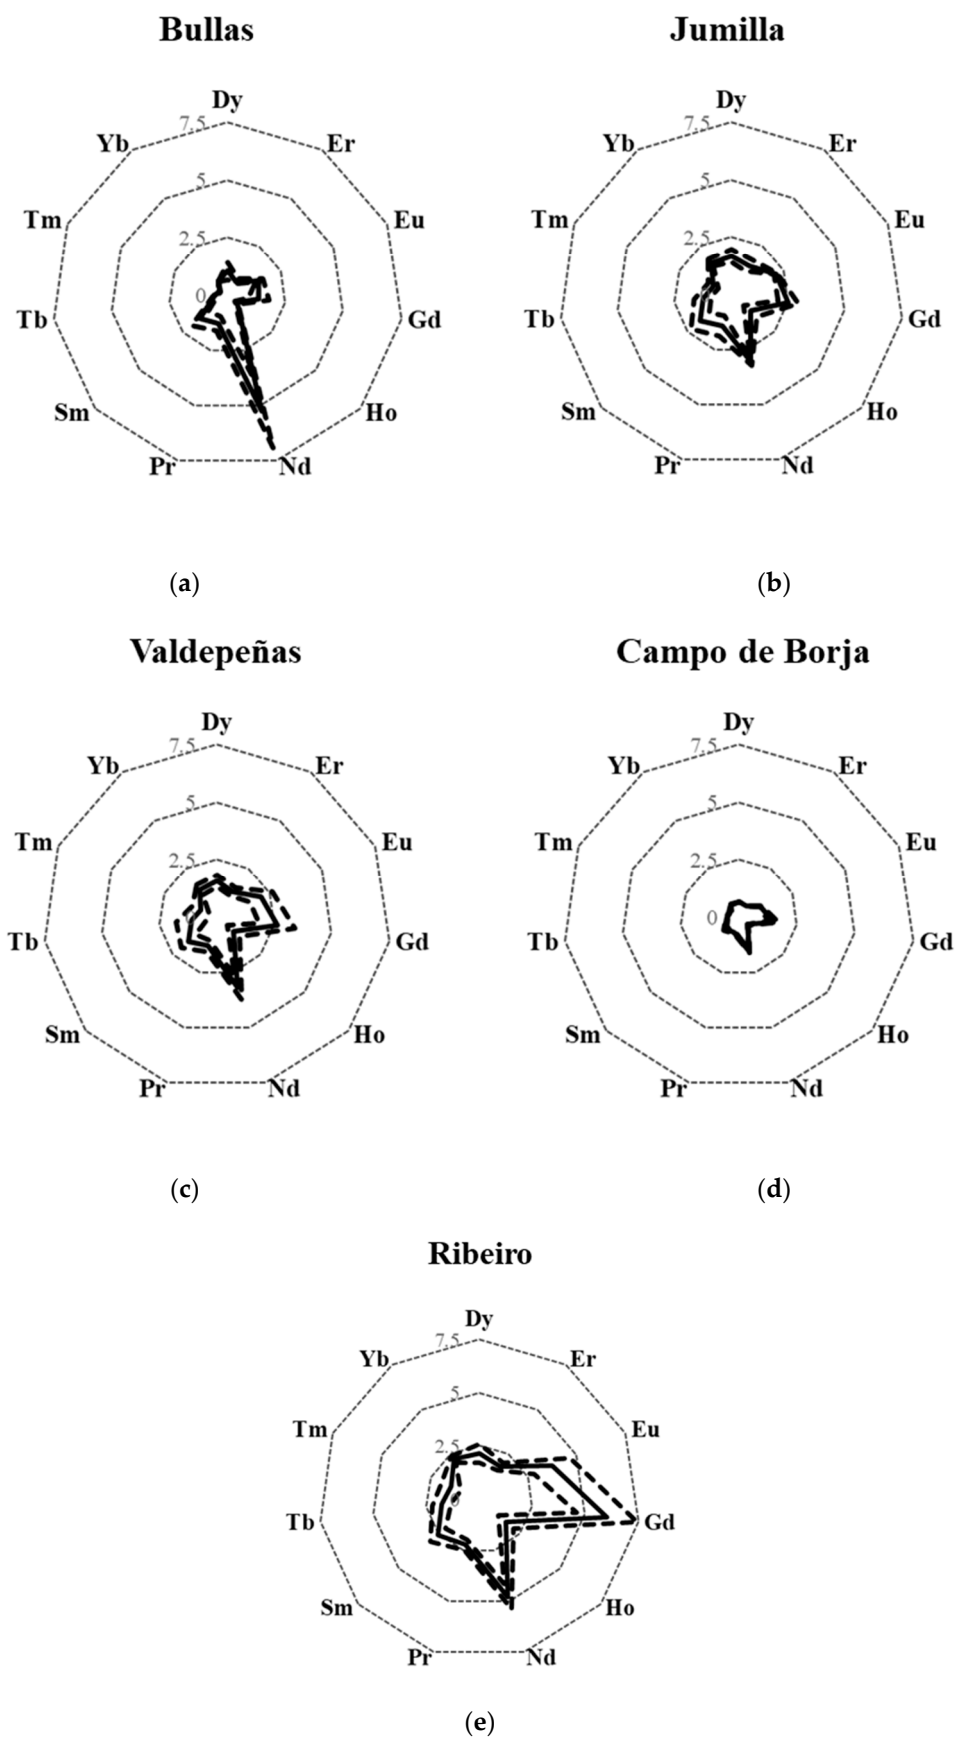 Bullas
Jumilla
Dy
7.5
Yb
Er
5
Tm
Eu
2.5
0
Tb
Gd
Sm
Ho
Pr
Nd
Dy
7.5
Yb
Er
5
Tm
Eu
2.5
Tb
Gd
Sm
Ho
Pr
Nd
(a)
(b)
Valdepeñas
Campo de Borja
Dy
7.5
Yb
Er
5
Tm
Eu
2.5
0
Tb
Gd
Sm
Ho
Pr
Nd
Dy
7.5
Yb
Er
5
Tm
Eu
2.5
0
Tb
Gd
Sm
Ho
Pr
Nd
(c)
(d)
Ribeiro
Dy
7.5
Yb
Er
5
Tm
Eu
2.5
0
Tb
Gd
Sm
Ho
Pr
Nd
(e)